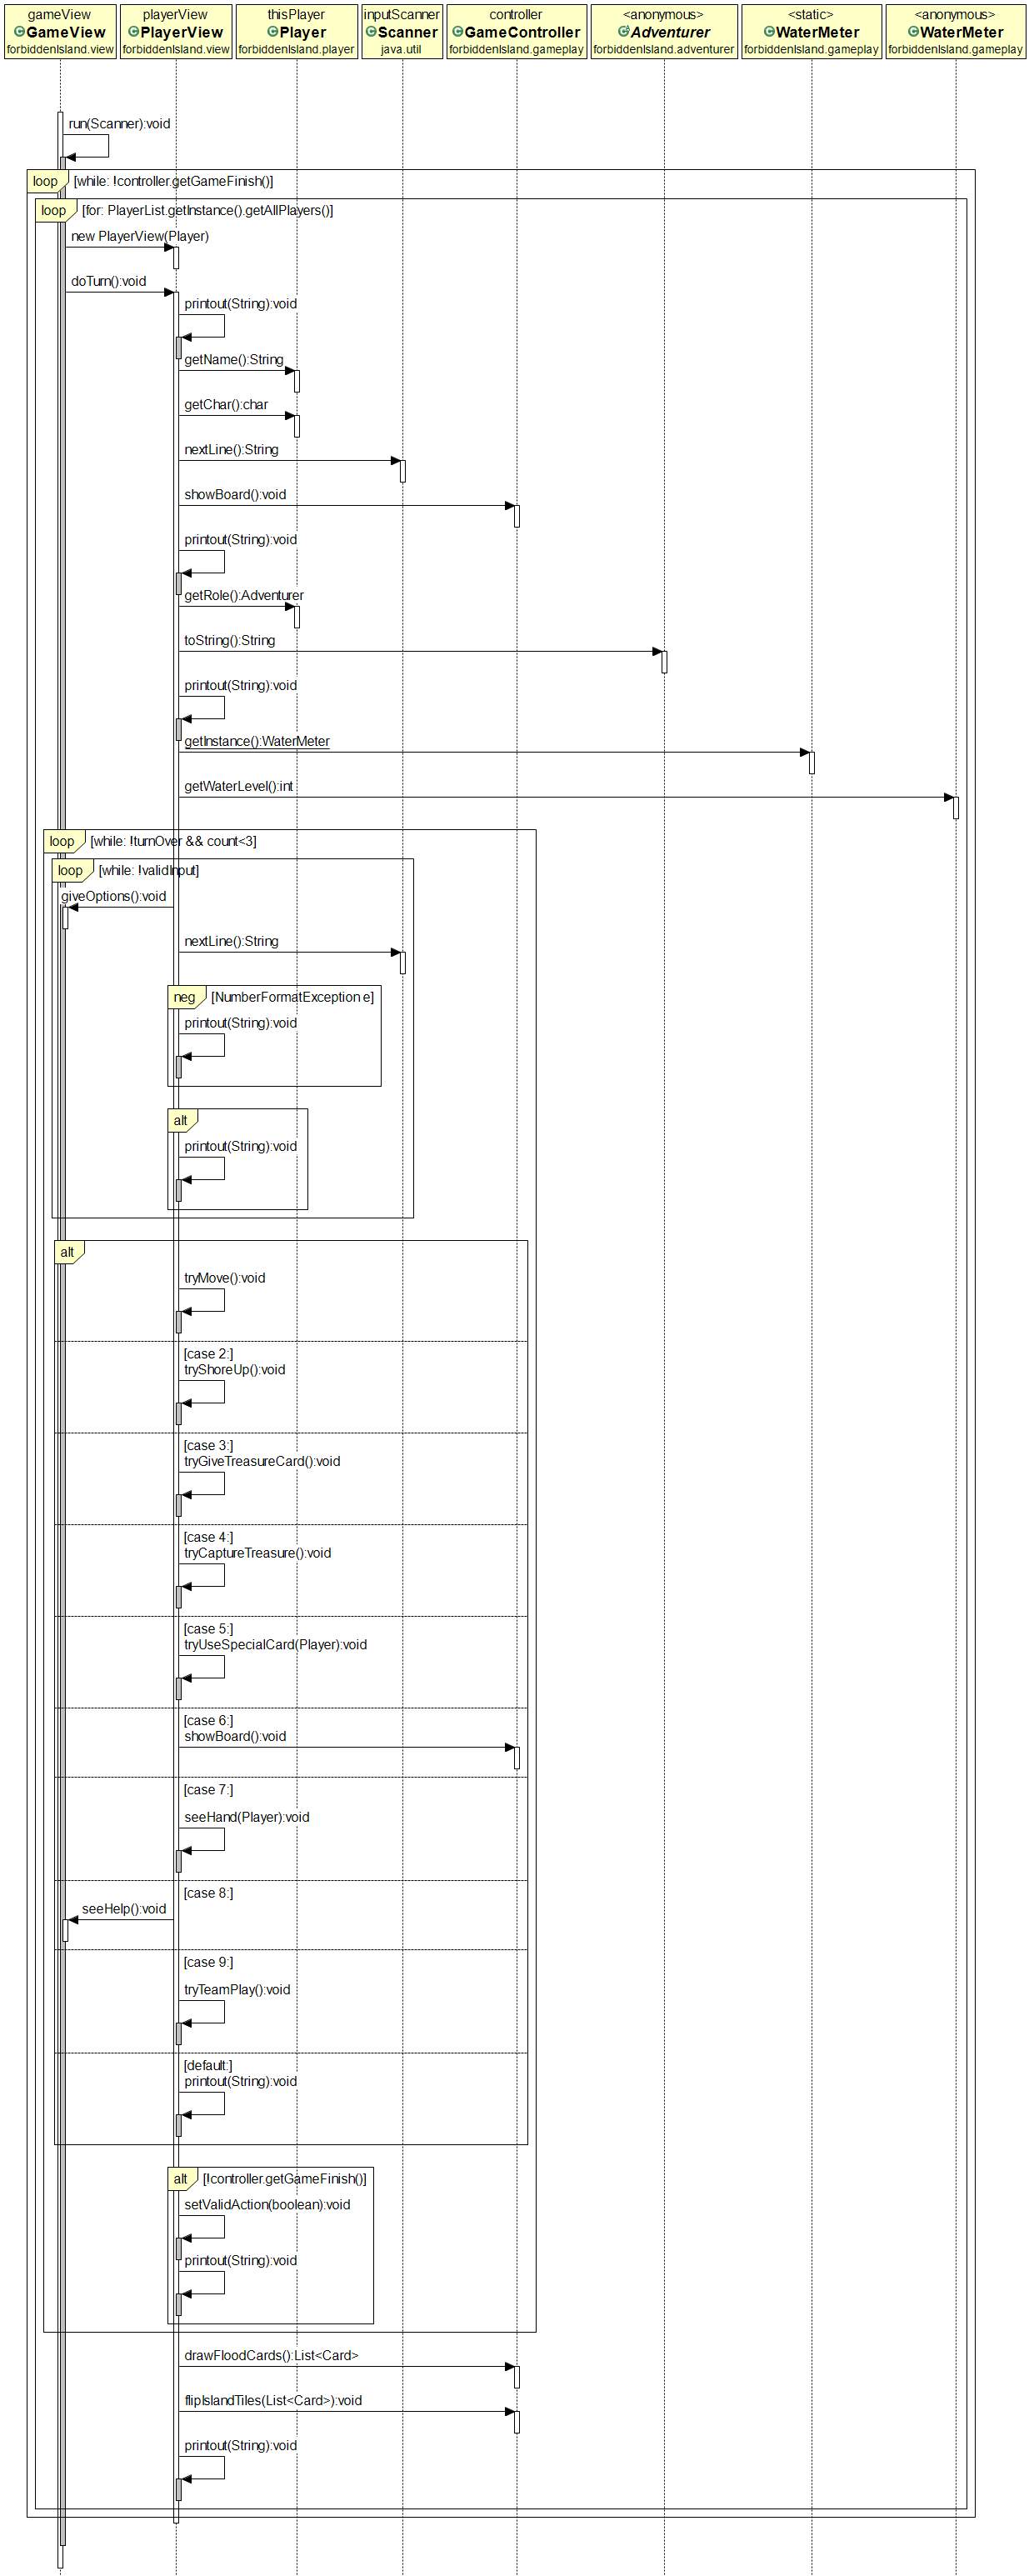 gameView
GameView
forbiddenIsland.view
playerView
PlayerView
forbiddenIsland.view
thisPlayer
Player
forbiddenIsland.player
inputScanner
Scanner
java.util
controller
GameController
forbiddenIsland.gameplay
<anonymous>
Adventurer
forbiddenIsland.adventurer
<static>
WaterMeter
forbiddenIsland.gameplay
<anonymous>
WaterMeter
forbiddenIsland.gameplay
run(Scanner):void
loop [while: !controller.getGameFinish()]
loop [for: PlayerList.getInstance().getAllPlayers()]
new PlayerView(Player)
doTurn():void
printout(String):void
getName():String
getChar():char
nextLine():String
showBoard():void
printout(String):void
getRole():Adventurer
toString():String
printout(String):void
getInstance():WaterMeter
getWaterLevel():int
loop [while: !turnOver && count<3]
loop [while: !validInput]
giveOptions():void
nextLine():String
neg [NumberFormatException e]
printout(String):void
alt
printout(String):void
alt
tryMove():void
[case 2:]
tryShoreUp():void
[case 3:]
tryGiveTreasureCard():void
[case 4:]
tryCaptureTreasure():void
[case 5:]
tryUseSpecialCard(Player):void
[case 6:]
showBoard():void
[case 7:]
seeHand(Player):void
[case 8:]
seeHelp():void
[case 9:]
tryTeamPlay():void
[default:]
printout(String):void
alt [!controller.getGameFinish()]
setValidAction(boolean):void
printout(String):void
drawFloodCards():List<Card>
flipIslandTiles(List<Card>):void
printout(String):void